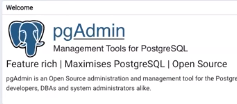 Welcome
pgAdmin
Management Tools for PostgreSQL
Feature rich | Maximises PostgreSQL | Open Source
pgAdmin is an Open Source administration and management tool for the Postgre
developers, DBAs and system administrators alike.